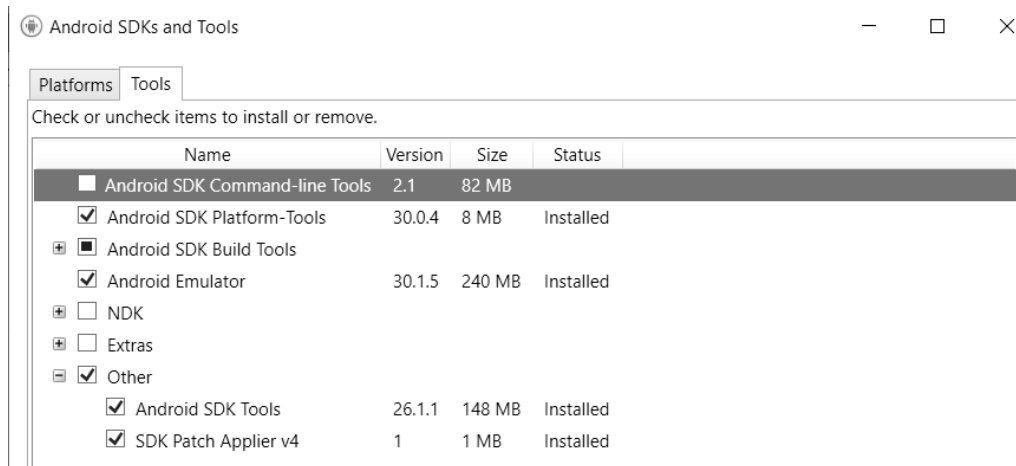 Android SDKs and Tools
Platforms Tools
Check or uncheck items to install or remove.
Name Version Size Status
Android SDK Command-line Tools 2.1 82 MB
Android SDK Platform-Tools 30.0.4 8 MB Installed
Android SDK Build Tools
Android Emulator 30.1.5 240 MB Installed
NDK
Extras
Other
Android SDK Tools 26.1.1 148 MB Installed
SDK Patch Applier v4 1 1 MB Installed